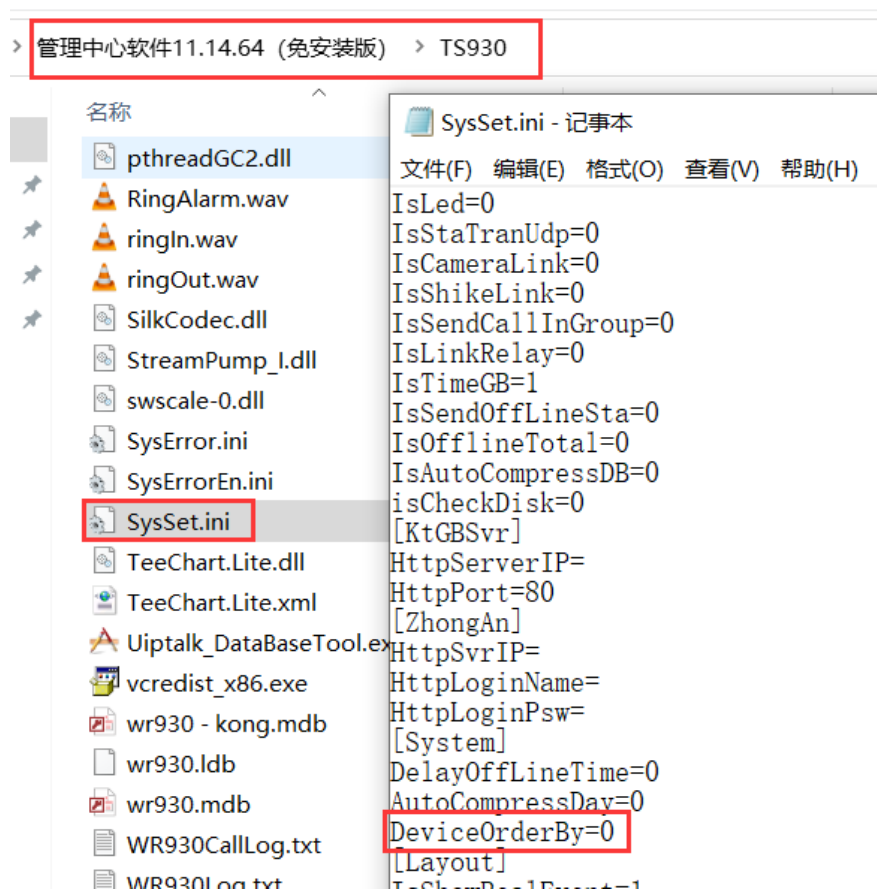 管理中心软件11.14.64（免安装版） > TS930
名称
pthreadGC2.dll
RingAlarm.wav
ringIn.wav
ringOut.wav
SilkCodec.dll
StreamPump_I.dll
swscale-0.dll
SysError.ini
SysErrorEn.ini
SysSet.ini
TeeChart.Lite.dll
TeeChart.Lite.xml
Uiptalk_DataBaseTool.ex
vcredist_x86.exe
wr930 - kong.mdb
wr930.ldb
wr930.mdb
WR930CallLog.txt
WR930Log.txt
SysSet.ini - 记事本
文件(F) 编辑(E) 格式(O) 查看(V) 帮助(H)
IsLed=0
IsStaTranUdp=0
IsCameraLink=0
IsShikeLink=0
IsSendCallInGroup=0
IsLinkRelay=0
IsTimeGB=1
IsSendOffLineSta=0
IsOfflineTotal=0
IsAutoCompressDB=0
isCheckDisk=0
[KtGBSvr]
HttpServerIP=
HttpPort=80
[ZhongAn]
HttpSvrIP=
HttpLoginName=
HttpLoginPsw=
[System]
DelayOffLineTime=0
AutoCompressDay=0
DeviceOrderBy=0
[Layout]
IsShowRealEvent=1